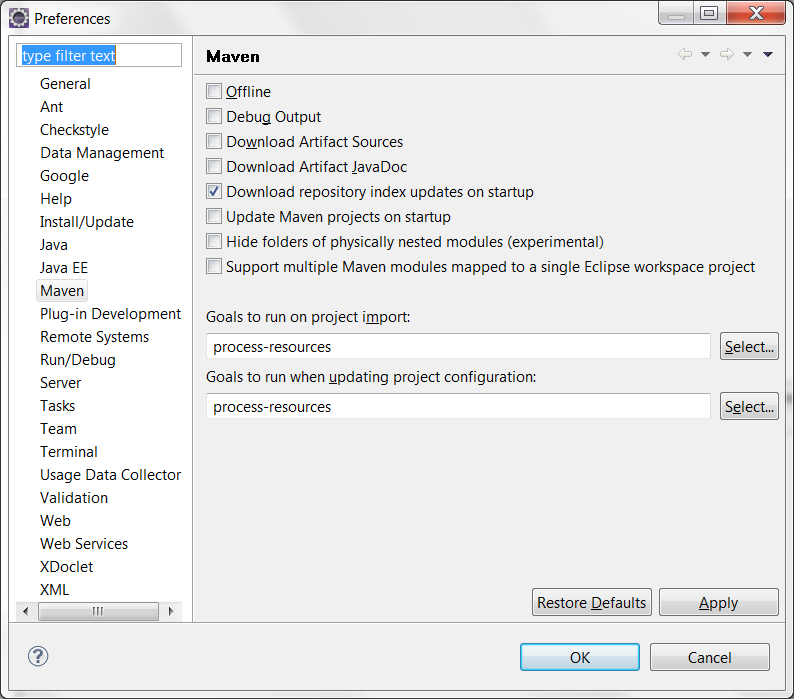 Preferences
type filter text
General
Ant
Checkstyle
Data Management
Google
Help
Install/Update
Java
Java EE
Maven
Plug-in Development
Remote Systems
Run/Debug
Server
Tasks
Team
Terminal
Usage Data Collector
Validation
Web
Web Services
XDoclet
XML
Maven
Offline
Debug Output
Download Artifact Sources
Download Artifact JavaDoc
Download repository index updates on startup
Update Maven projects on startup
Hide folders of physically nested modules (experimental)
Support multiple Maven modules mapped to a single Eclipse workspace project
Goals to run on project import:
process-resources Select...
Goals to run when updating project configuration:
process-resources Select...
Restore Defaults Apply
? OK Cancel